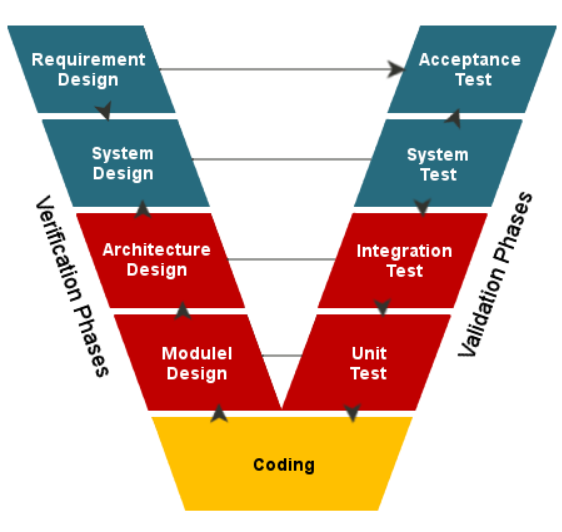 Requirement
Design
Acceptance
Test
System
Design
System
Test
Verification Phases
Validation Phases
Architecture
Design
Integration
Test
Modulel
Design
Unit
Test
Coding